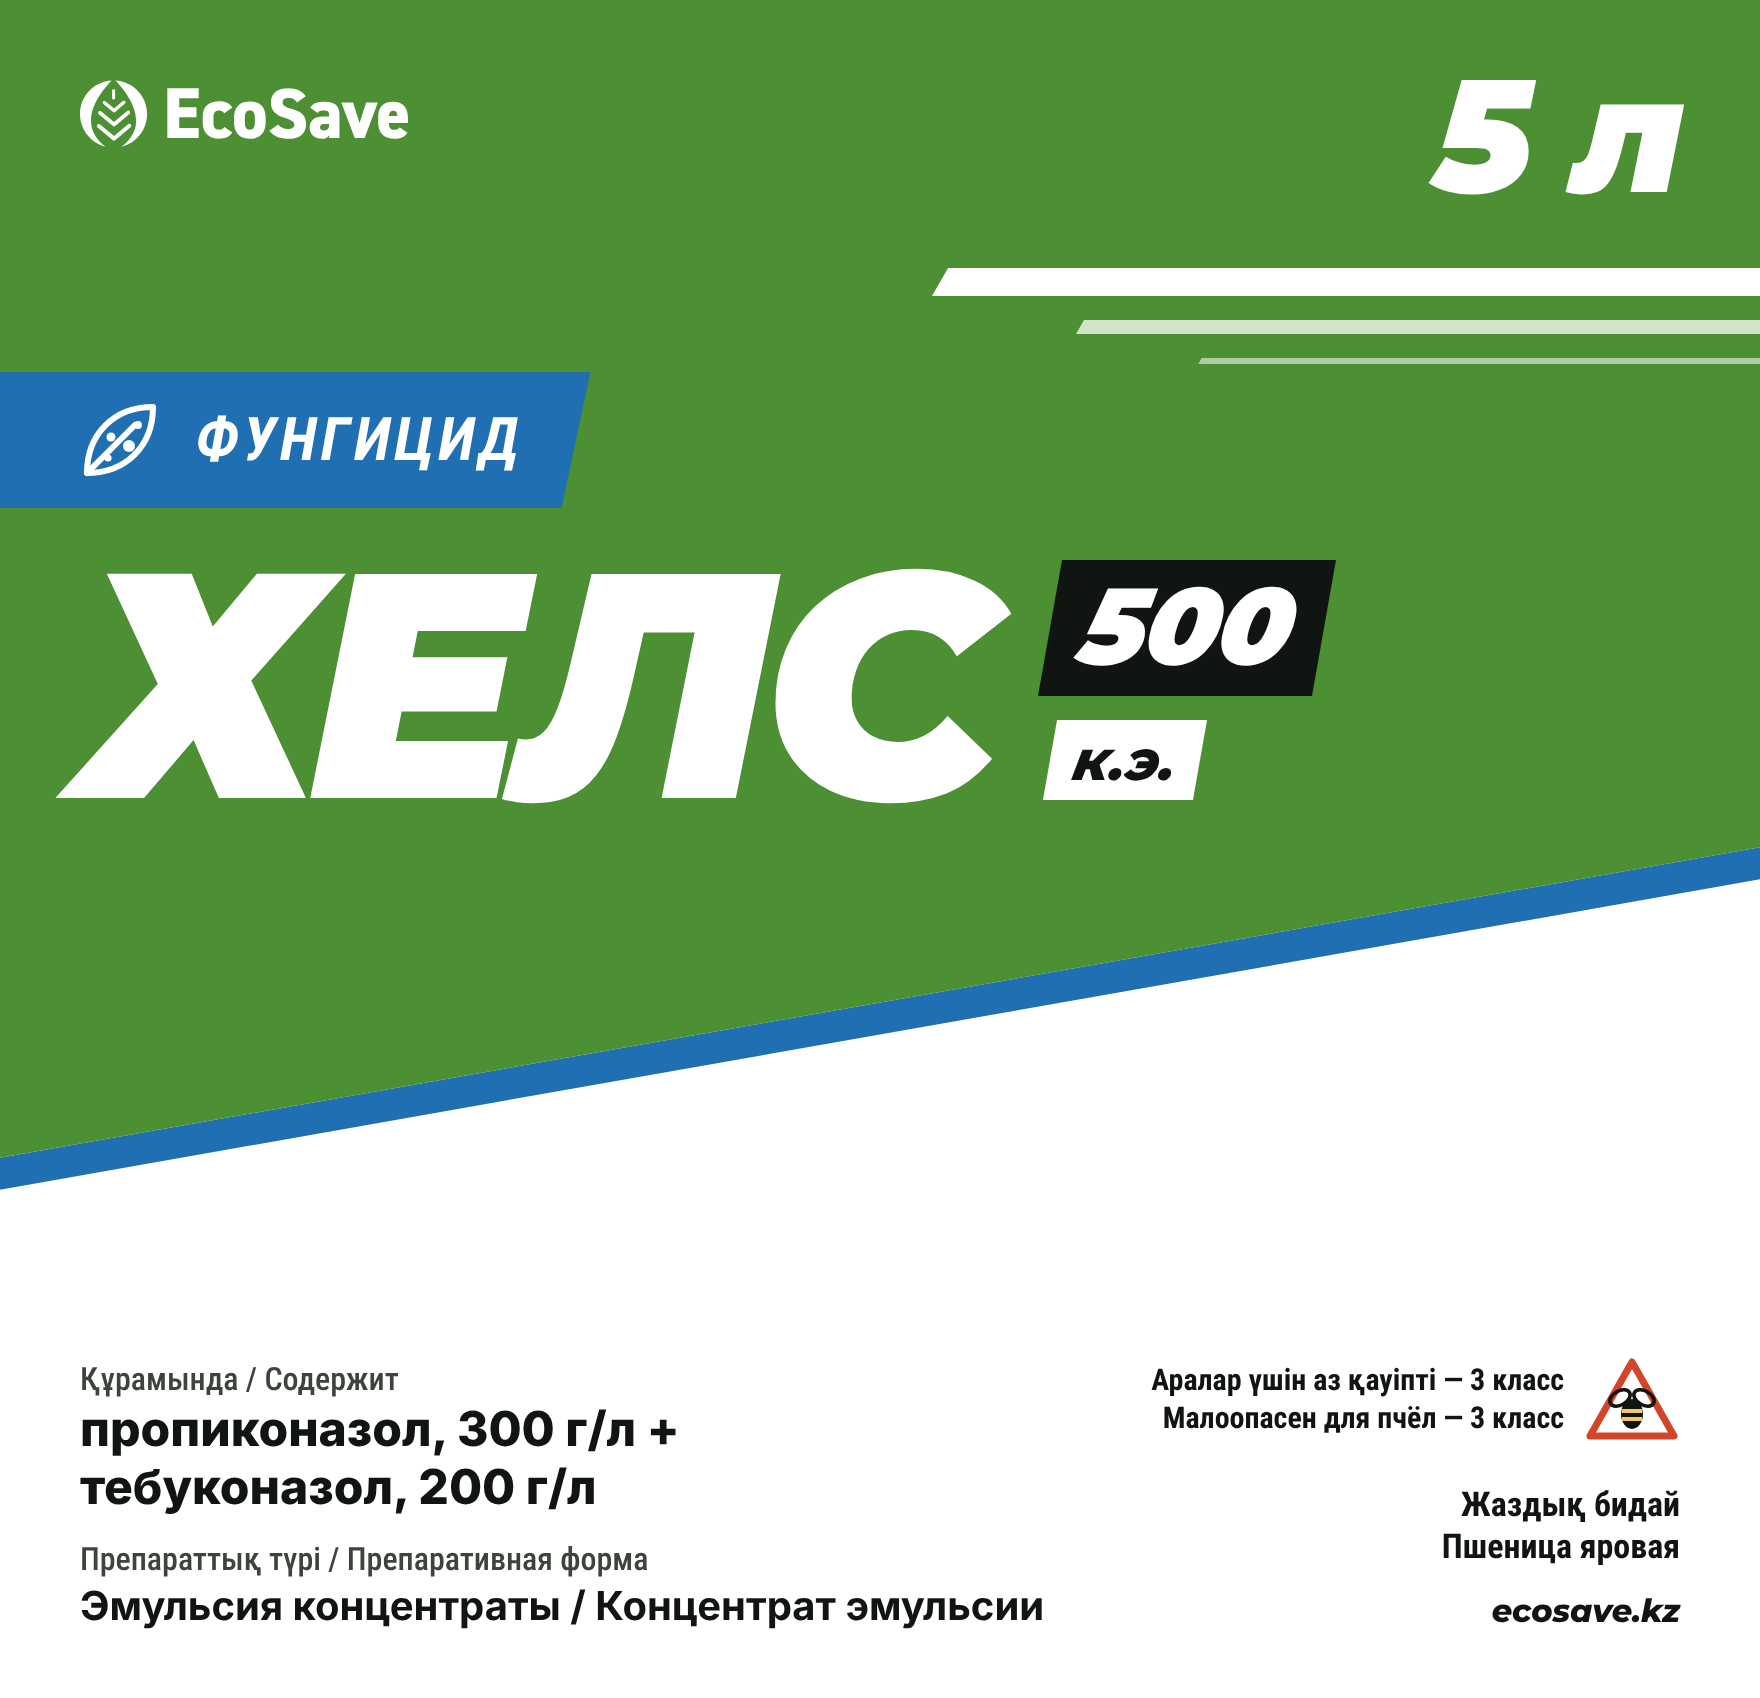 EcoSave
5 л
ФУНГИЦИД
ХЕЛС
500
к.э.
Құрамында / Содержит
пропиконазол, 300 г/л +
тебуконазол, 200 г/л
Препараттық түрі / Препаративная форма
Эмульсия концентраты / Концентрат эмульсии
Аралар үшін аз қауіпті — 3 класс
Малоопасен для пчёл — 3 класс
Жаздық бидай
Пшеница яровая
ecosave.kz